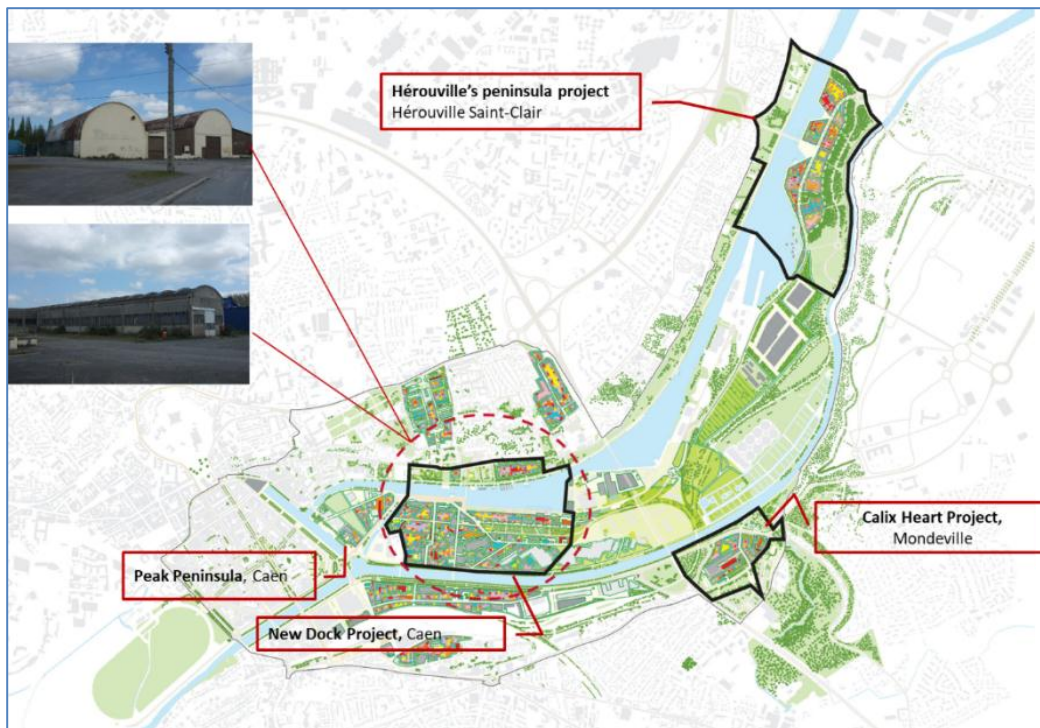 Hérouville’s peninsula project
Hérouville Saint-Clair
Calix Heart Project,
Mondeville
Peak Peninsula, Caen
New Dock Project, Caen